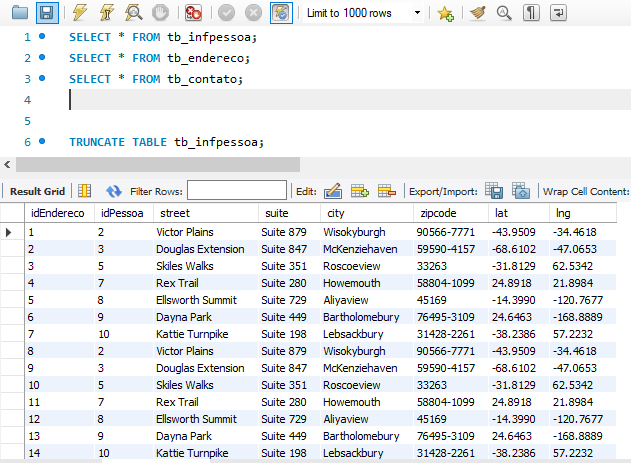 Limit to 1000 rows
1 SELECT * FROM tb_infpessoa;
2 SELECT * FROM tb_endereco;
3 SELECT * FROM tb_contato;
4
5
6 TRUNCATE TABLE tb_infpessoa;
Result Grid Filter Rows: Edit: Export/Import: Wrap Cell Content:
idEndereco idPessoa street suite city zipcode lat lng
1 2 Victor Plains Suite 879 Wisokyburgh 90566-7771 -43.9509 -34.4618
2 3 Douglas Extension Suite 847 McKenziehaven 59590-4157 -68.6102 -47.0653
3 5 Skiles Walks Suite 351 Roscoeview 33263 -31.8129 62.5342
4 7 Rex Trail Suite 280 Howemouth 58804-1099 24.8918 21.8984
5 8 Ellsworth Summit Suite 729 Aliyaview 45169 -14.3990 -120.7677
6 9 Dayna Park Suite 449 Bartholomebury 76495-3109 24.6463 -168.8889
7 10 Kattie Turnpike Suite 198 Lebsackbury 31428-2261 -38.2386 57.2232
8 2 Victor Plains Suite 879 Wisokyburgh 90566-7771 -43.9509 -34.4618
9 3 Douglas Extension Suite 847 McKenziehaven 59590-4157 -68.6102 -47.0653
10 5 Skiles Walks Suite 351 Roscoeview 33263 -31.8129 62.5342
11 7 Rex Trail Suite 280 Howemouth 58804-1099 24.8918 21.8984
12 8 Ellsworth Summit Suite 729 Aliyaview 45169 -14.3990 -120.7677
13 9 Dayna Park Suite 449 Bartholomebury 76495-3109 24.6463 -168.8889
14 10 Kattie Turnpike Suite 198 Lebsackbury 31428-2261 -38.2386 57.2232